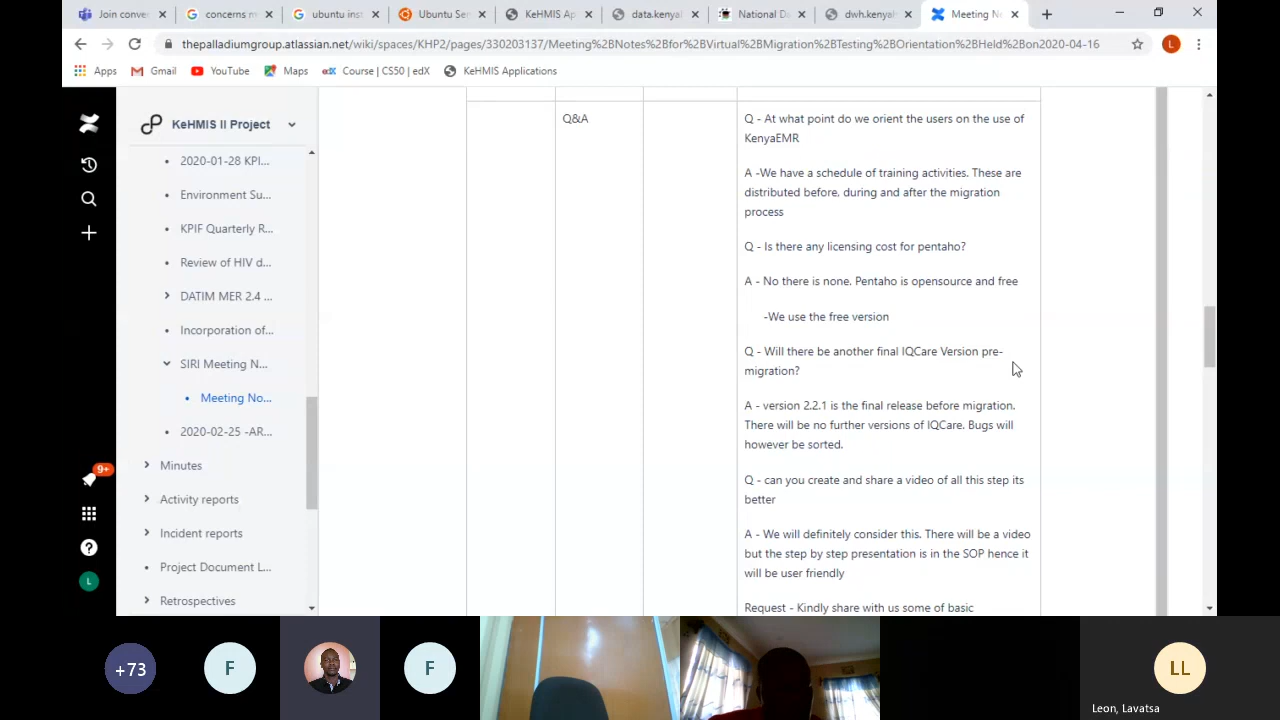 Join conve
concerns m
ubuntu inst
Ubuntu Ser
KeHMIS Ap
data.kenyal
National Da
dwh.kenyah
Meeting No
thepalladiumgroup.atlassian.net/wiki/spaces/KHP2/pages/330203137/Meeting%2BNotes%2Bfor%2BVirtual%2BMigration%2BTesting%2BOrientation%2BHeld%2Bon2020-04-16
L
Apps
Gmail
YouTube
Maps
edX
Course | CS50 | edX
KeHMIS Applications
KeHMIS II Project
2020-01-28 KPI...
Environment Su...
KPIF Quarterly R...
Review of HIV d...
DATIM MER 2.4 ...
Incorporation of...
SIRI Meeting N...
Meeting No...
2020-02-25 -AR...
Minutes
Activity reports
Incident reports
Project Document L...
Retrospectives
9+
L
Q&A
Q - At what point do we orient the users on the use of
KenyaEMR
A -We have a schedule of training activities. These are
distributed before, during and after the migration
process
Q - Is there any licensing cost for pentaho?
A - No there is none. Pentaho is opensource and free
-We use the free version
Q - Will there be another final IQCare Version pre-
migration?
A - version 2.2.1 is the final release before migration.
There will be no further versions of IQCare. Bugs will
however be sorted.
Q - can you create and share a video of all this step its
better
A - We will definitely consider this. There will be a video
but the step by step presentation is in the SOP hence it
will be user friendly
Request - Kindly share with us some of basic
+73
F
F
LL
Leon, Lavatsa